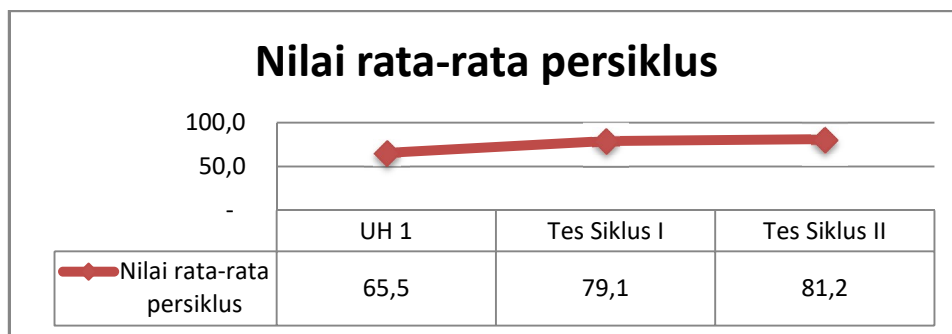 Nilai rata-rata persiklus
100,0
50,0
-
UH 1 Tes Siklus I Tes Siklus II
Nilai rata-rata
persiklus
65,5 79,1 81,2